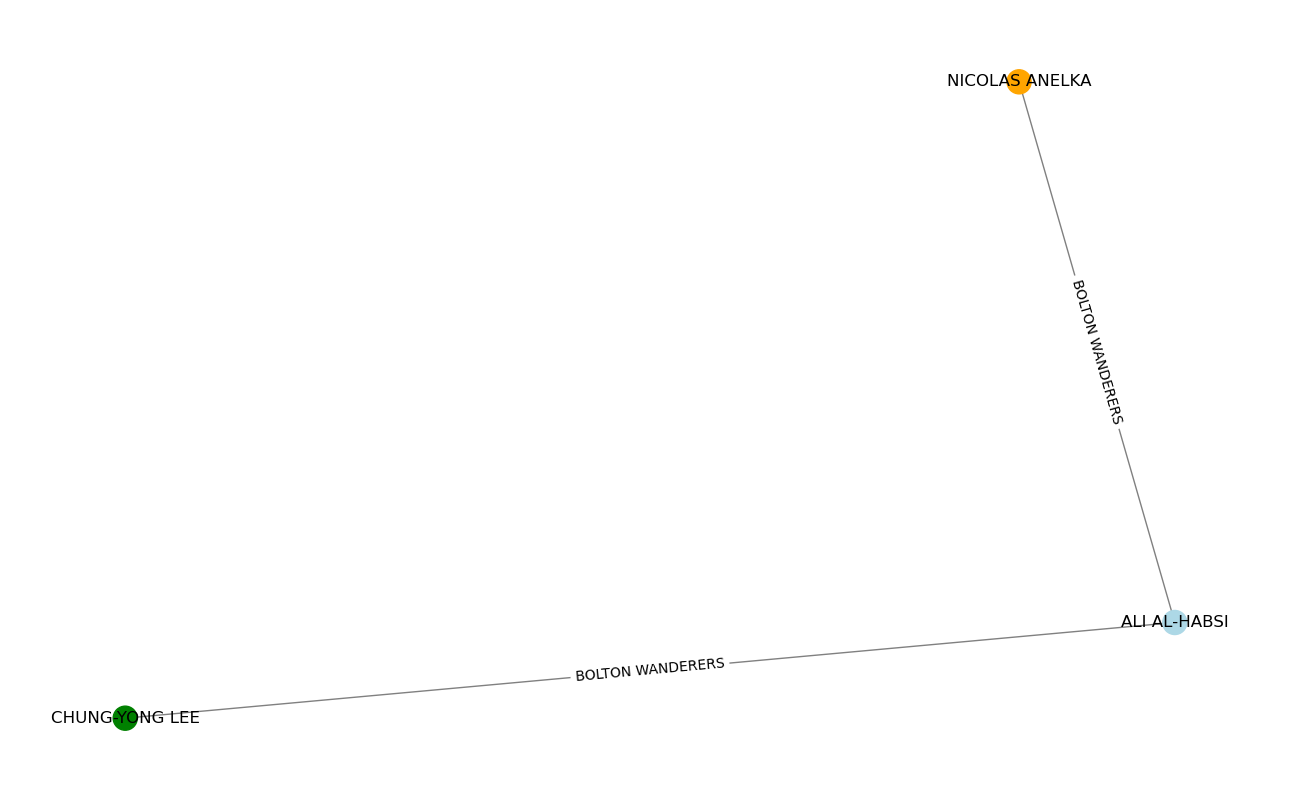 NICOLAS ANELKA
BOLTON WANDERERS
ALI AL-HABSI
BOLTON WANDERERS
CHUNG-YONG LEE